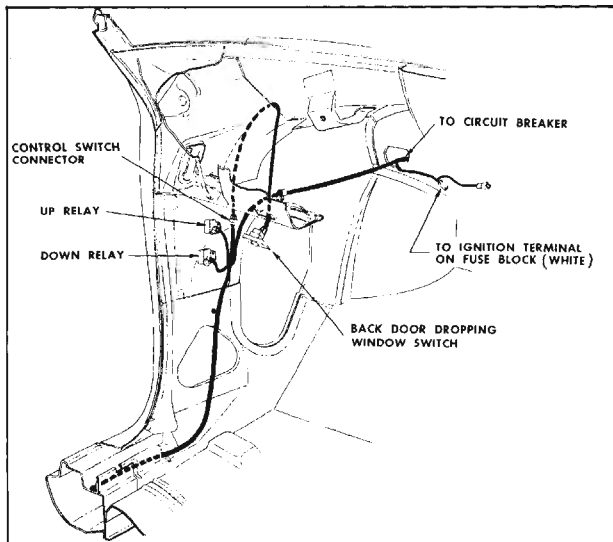 TO CIRCUIT BREAKER
CONTROL SWITCH
CONNECTOR
UP RELAY
DOWN RELAY
TO IGNITION TERMINAL
ON FUSE BLOCK (WHITE)
BACK DOOR DROPPING
WINDOW SWITCH